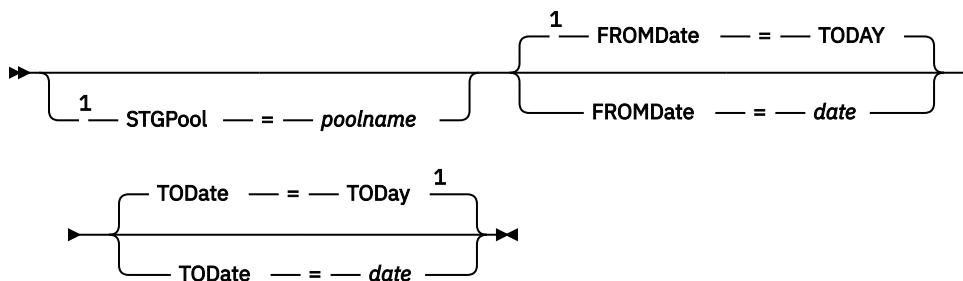 1 FROMDate = TODAY
1 STGPool = poolname
FROMDate = date
TODate = TODay 1
TODate = date